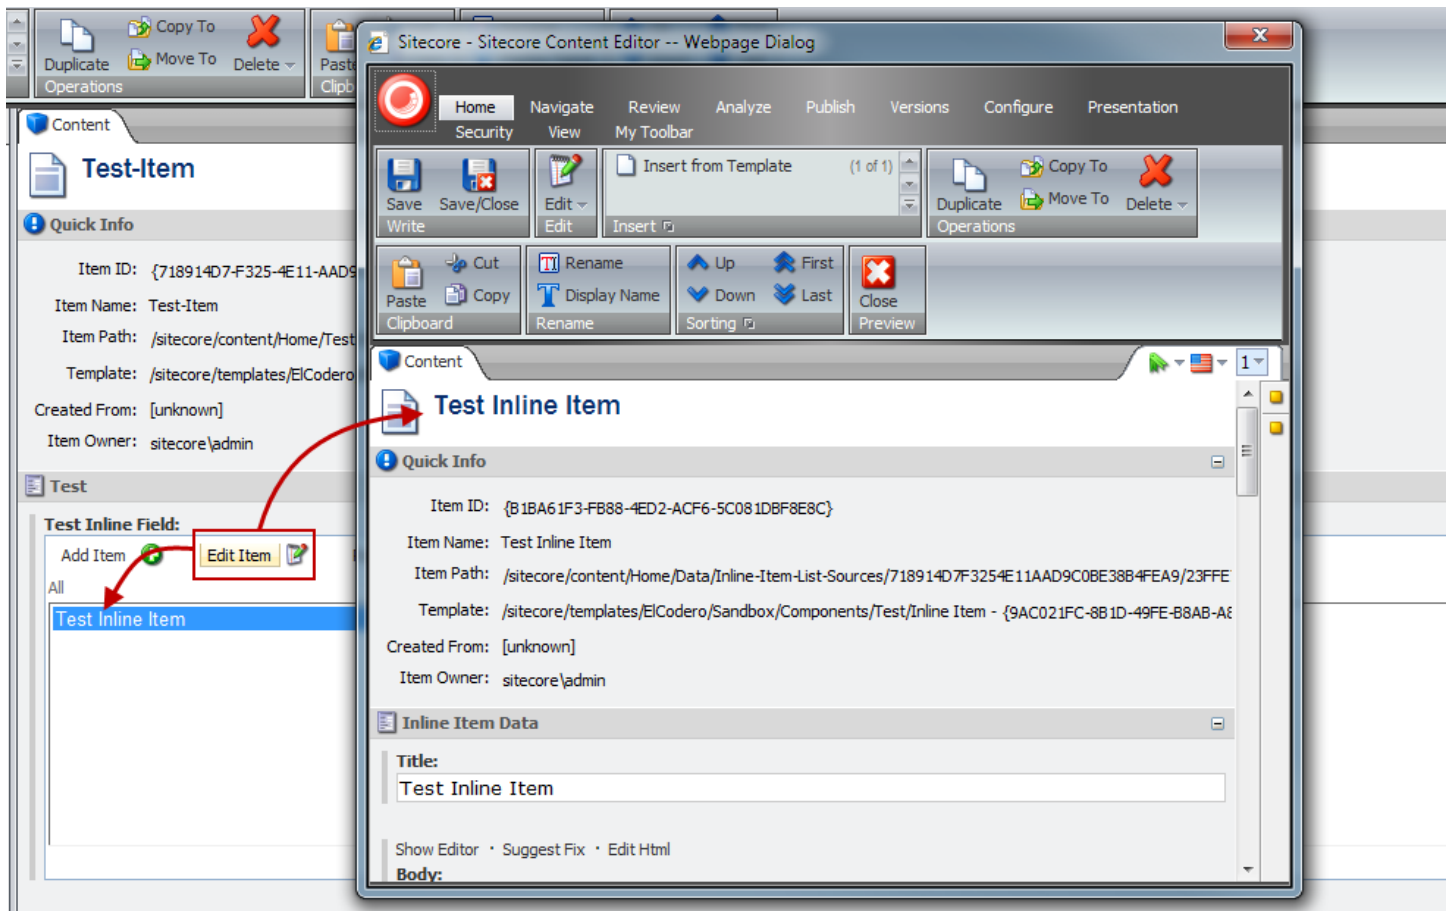 Duplicate
Copy To
Move To
Delete
Operations
Content
Test-Item
Quick Info
Item ID: {718914D7-F325-4E11-AAD9
Item Name: Test-Item
Item Path: /sitecore/content/Home/Test
Template: /sitecore/templates/ElCodero
Created From: [unknown]
Item Owner: sitecore\admin
Test
Test Inline Field:
Add Item Edit Item
All
Test Inline Item
Sitecore - Sitecore Content Editor -- Webpage Dialog
Home Navigate Review Analyze Publish Versions Configure Presentation
Security View My Toolbar
Save Save/Close
Write
Edit
Edit
Insert from Template (1 of 1)
Insert
Duplicate
Copy To
Move To
Delete
Operations
Paste
Cut
Copy
Clipboard
Rename
Display Name
Rename
Up First
Down Last
Sorting
Close
Preview
Content 1
Test Inline Item
Quick Info
Item ID: {B1BA61F3-FB88-4ED2-ACF6-5C081DBF8E8C}
Item Name: Test Inline Item
Item Path: /sitecore/content/Home/Data/Inline-Item-List-Sources/718914D7F3254E11AAD9C0BE38B4FEA9/23FFE
Template: /sitecore/templates/ElCodero/Sandbox/Components/Test/Inline Item - {9AC021FC-8B1D-49FE-B8AB-A8
Created From: [unknown]
Item Owner: sitecore\admin
Inline Item Data
Title:
Test Inline Item
Show Editor · Suggest Fix · Edit Html
Body: